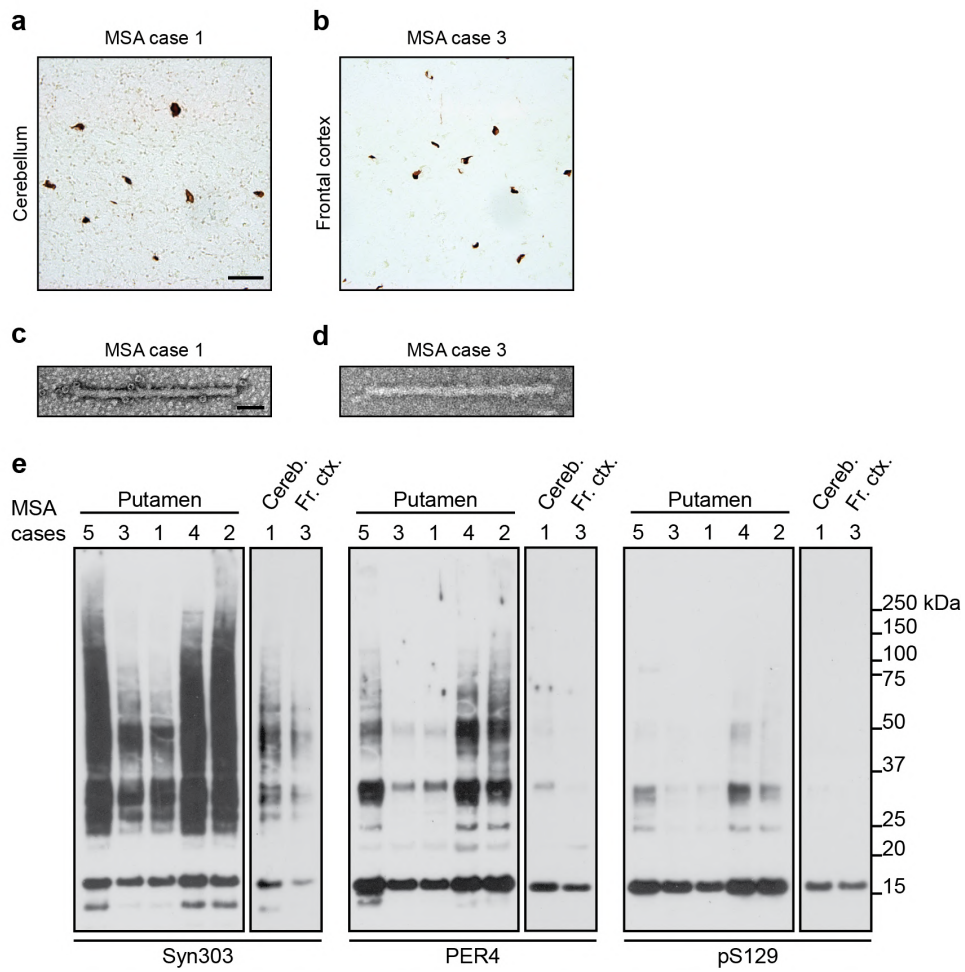 a
MSA case 1
Cerebellum
b
MSA case 3
Frontal cortex
c
MSA case 1
d
MSA case 3
e
MSA
cases
Putamen
Cereb.
Fr. ctx.
5 3 1 4 2 1 3
Putamen
Cereb.
Fr. ctx.
5 3 1 4 2 1 3
Putamen
Cereb.
Fr. ctx.
5 3 1 4 2 1 3
250 kDa
150
100
75
50
37
25
20
15
Syn303
PER4
pS129